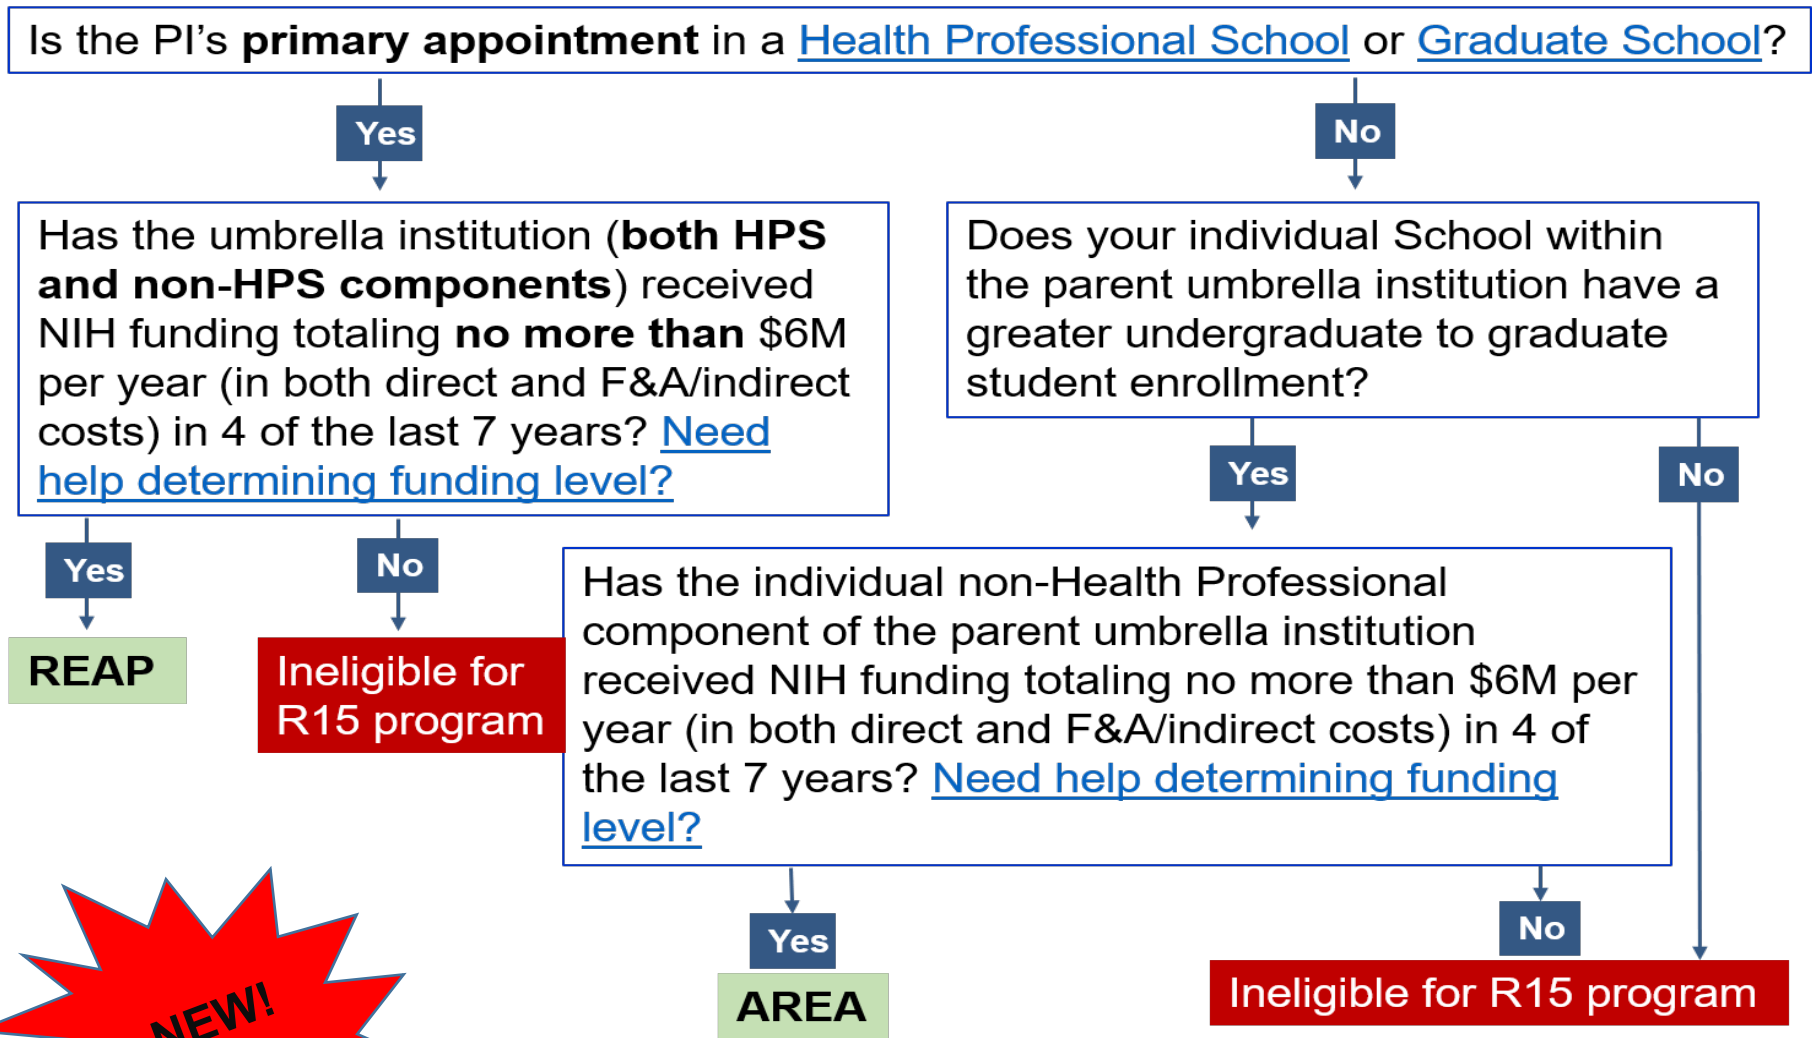 Is the PI's primary appointment in a Health Professional School or Graduate School?
Yes
No
Has the umbrella institution (both HPS
and non-HPS components) received
NIH funding totaling no more than $6M
per year (in both direct and F&A/indirect
costs) in 4 of the last 7 years? Need
help determining funding level?
Does your individual School within
the parent umbrella institution have a
greater undergraduate to graduate
student enrollment?
Yes
No
Yes
No
REAP
Ineligible for
R15 program
Has the individual non-Health Professional
component of the parent umbrella institution
received NIH funding totaling no more than $6M per
year (in both direct and F&A/indirect costs) in 4 of
the last 7 years? Need help determining funding
level?
Yes
No
AREA
Ineligible for R15 program
NEW!